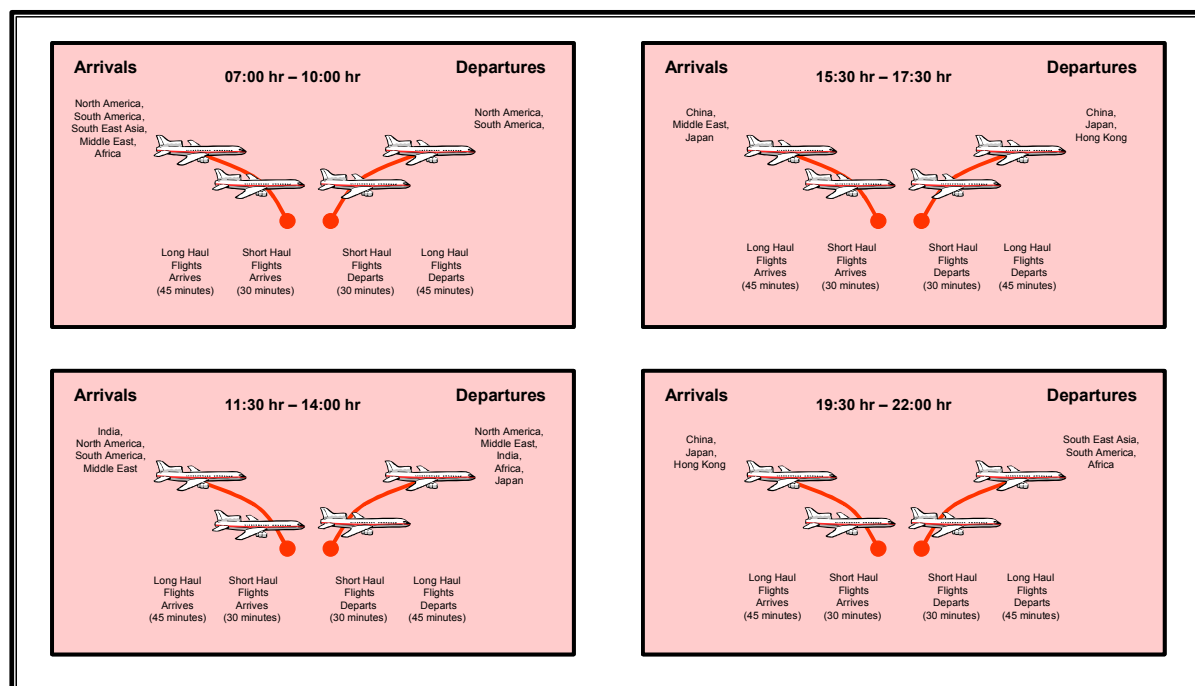 Arrivals
07:00 hr – 10:00 hr
Departures
North America,
South America,
South East Asia,
Middle East,
Africa
North America,
South America,
Long Haul
Flights
Arrives
(45 minutes)
Short Haul
Flights
Arrives
(30 minutes)
Short Haul
Flights
Departs
(30 minutes)
Long Haul
Flights
Departs
(45 minutes)
Arrivals
15:30 hr – 17:30 hr
Departures
China,
Middle East,
Japan
China,
Japan,
Hong Kong
Long Haul
Flights
Arrives
(45 minutes)
Short Haul
Flights
Arrives
(30 minutes)
Short Haul
Flights
Departs
(30 minutes)
Long Haul
Flights
Departs
(45 minutes)
Arrivals
11:30 hr – 14:00 hr
Departures
India,
North America,
South America,
Middle East
North America,
Middle East,
India,
Africa,
Japan
Long Haul
Flights
Arrives
(45 minutes)
Short Haul
Flights
Arrives
(30 minutes)
Short Haul
Flights
Departs
(30 minutes)
Long Haul
Flights
Departs
(45 minutes)
Arrivals
19:30 hr – 22:00 hr
Departures
China,
Japan,
Hong Kong
South East Asia,
South America,
Africa
Long Haul
Flights
Arrives
(45 minutes)
Short Haul
Flights
Arrives
(30 minutes)
Short Haul
Flights
Departs
(30 minutes)
Long Haul
Flights
Departs
(45 minutes)